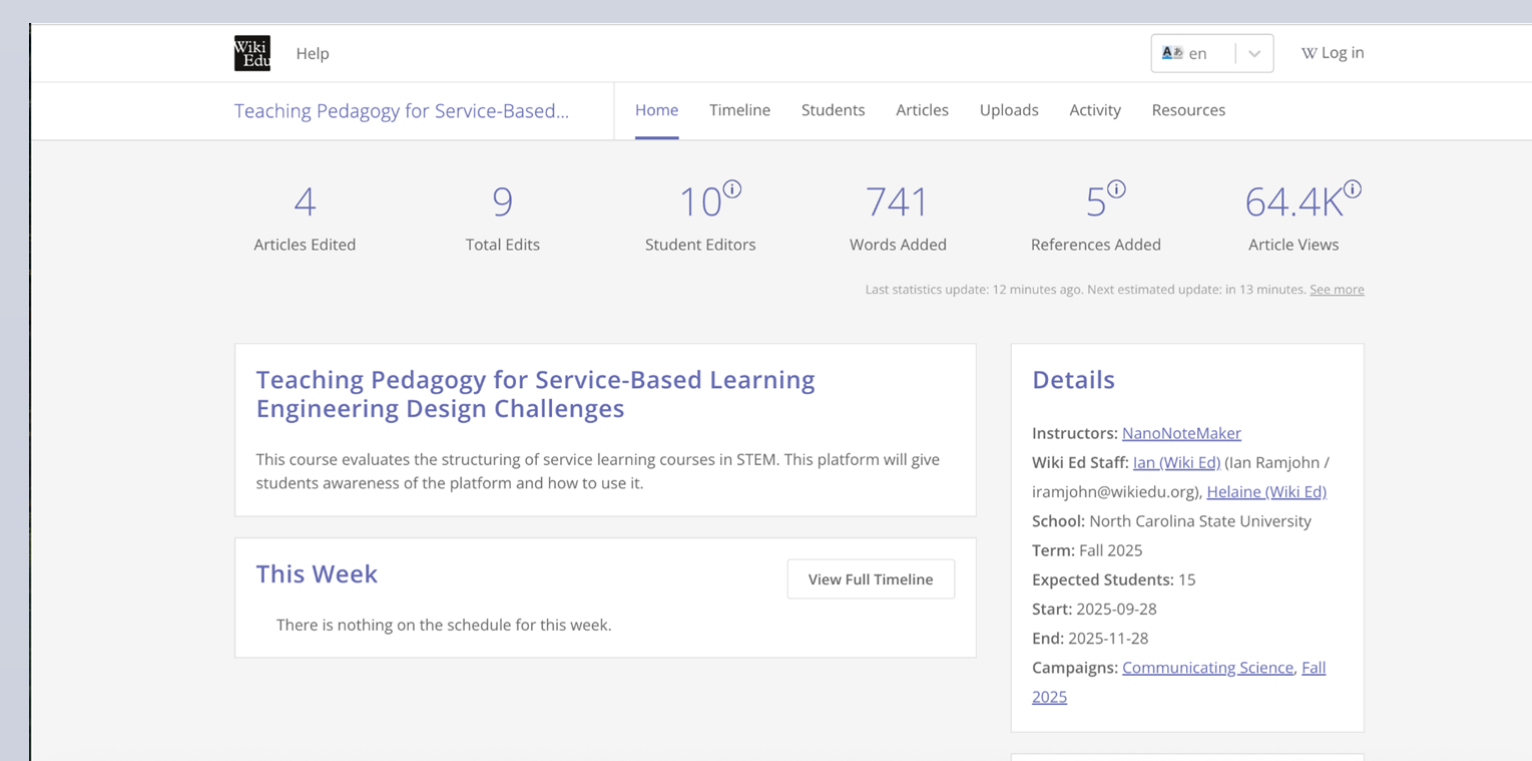 Wiki
Edu
Help
en
W Log in
Teaching Pedagogy for Service-Based...
Home
Timeline
Students
Articles
Uploads
Activity
Resources
4
Articles Edited
9
Total Edits
10
Student Editors
741
Words Added
5
References Added
64.4K
Article Views
Last statistics update: 12 minutes ago. Next estimated update: in 13 minutes. See more
Teaching Pedagogy for Service-Based Learning
Engineering Design Challenges
This course evaluates the structuring of service learning courses in STEM. This platform will give
students awareness of the platform and how to use it.
This Week
View Full Timeline
There is nothing on the schedule for this week.
Details
Instructors: NanoNoteMaker
Wiki Ed Staff: Ian (Wiki Ed) (Ian Ramjohn /
iramjohn@wikiedu.org), Helaine (Wiki Ed)
School: North Carolina State University
Term: Fall 2025
Expected Students: 15
Start: 2025-09-28
End: 2025-11-28
Campaigns: Communicating Science, Fall
2025